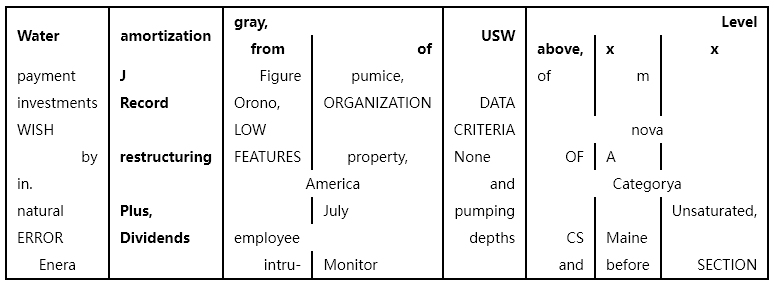 gray, Level
Water amortization USW
from of above, x x
payment J Figure pumice, of m
investments Record Orono, ORGANIZATION DATA
WISH LOW CRITERIA nova
by restructuring FEATURES property, None OF A
in. America and Categorya
natural Plus, July pumping Unsaturated,
ERROR Dividends employee depths CS Maine
Enera intru- Monitor and before SECTION